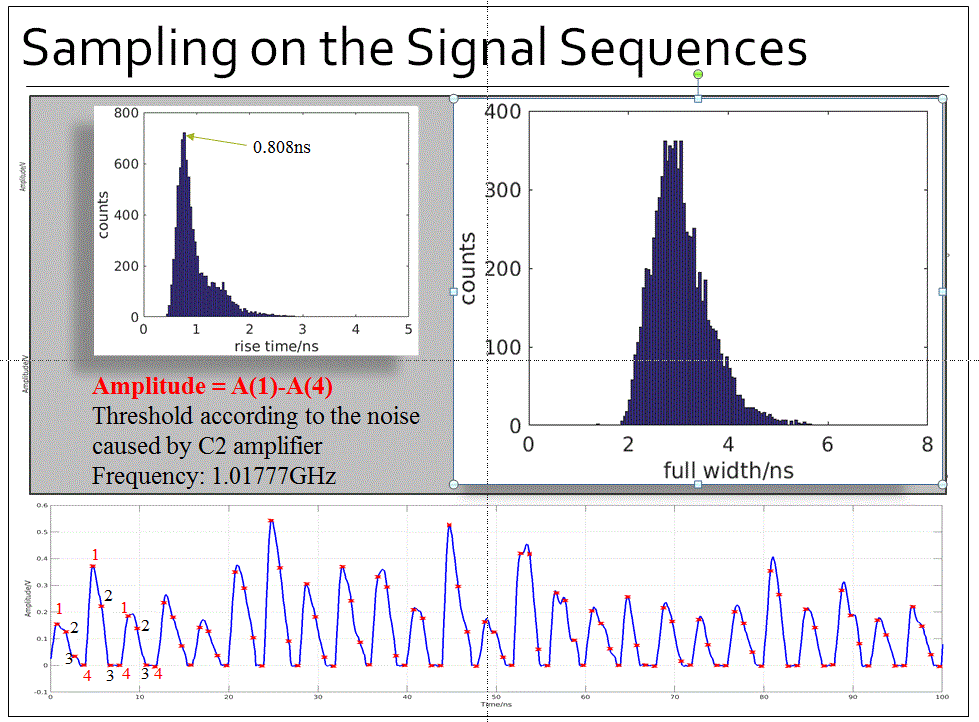 Sampling on the Signal Sequences
800
600
400
200
0
counts
0.808ns
0 1 2 3 4 5
rise time/ns
400
300
200
100
0
counts
0 2 4 6 8
full width/ns
Amplitude/V
Amplitude/V
Amplitude = A(1)-A(4)
Threshold according to the noise
caused by C2 amplifier
Frequency: 1.01777GHz
0.6
0.5
0.4
0.3
0.2
0.1
0
-0.1
Amplitude/V
1 1 1
2 2 2
3 3 3
4 4 4
0 10 20 30 40 50 60 70 80 90 100
Time/ns